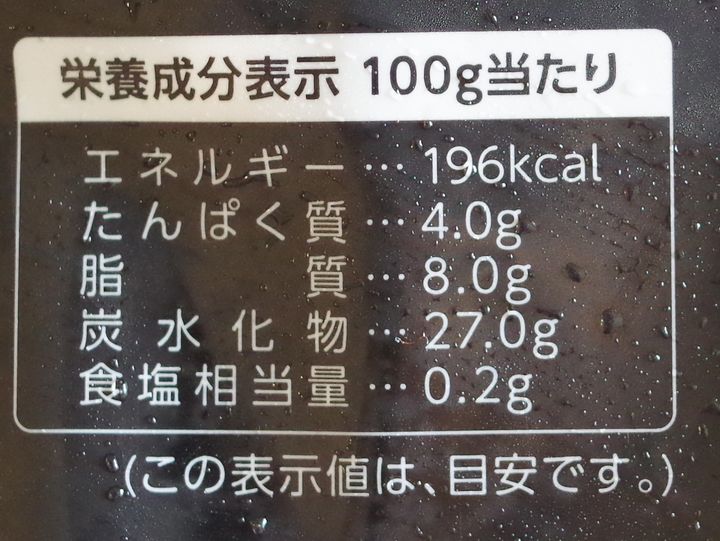 栄養成分表示 100g当たり
エネルギー… 196kcal
たんぱく質… 4.0g
脂質… 8.0g
炭水化物… 27.0g
食塩相当量… 0.2g
(この表示値は、目安です。)